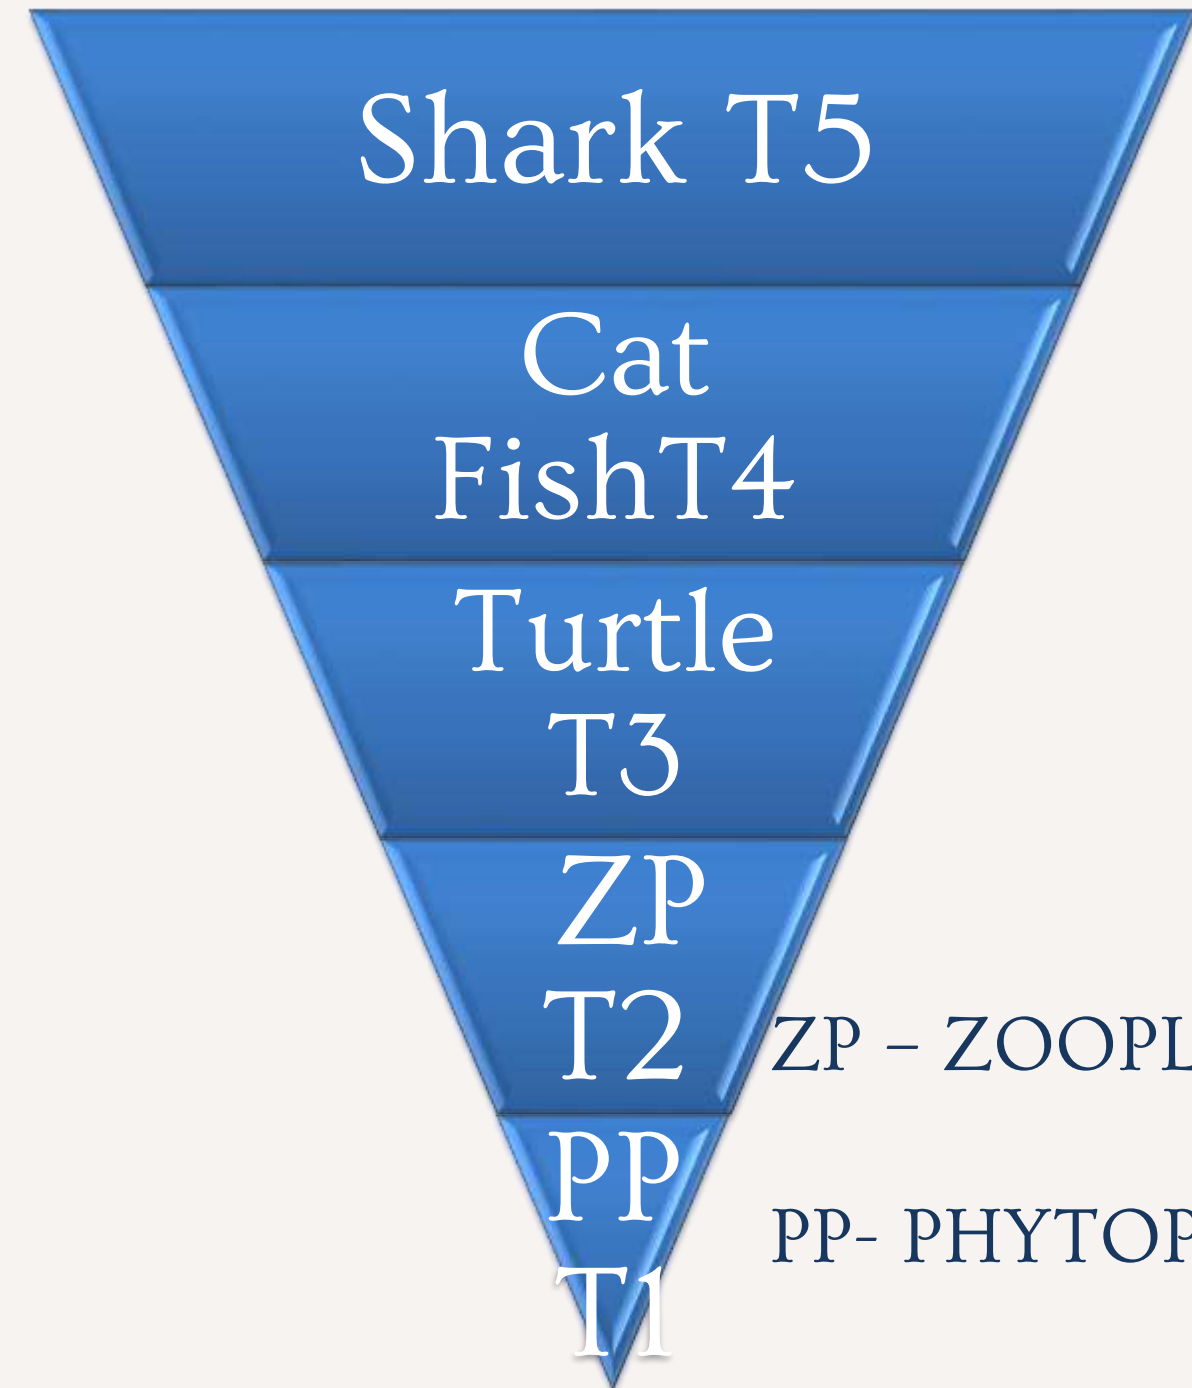 Shark T5
Cat
FishT4
Turtle
T3
ZP
T2
ZP – ZOOPL
PP
PP- PHYTOP
T1